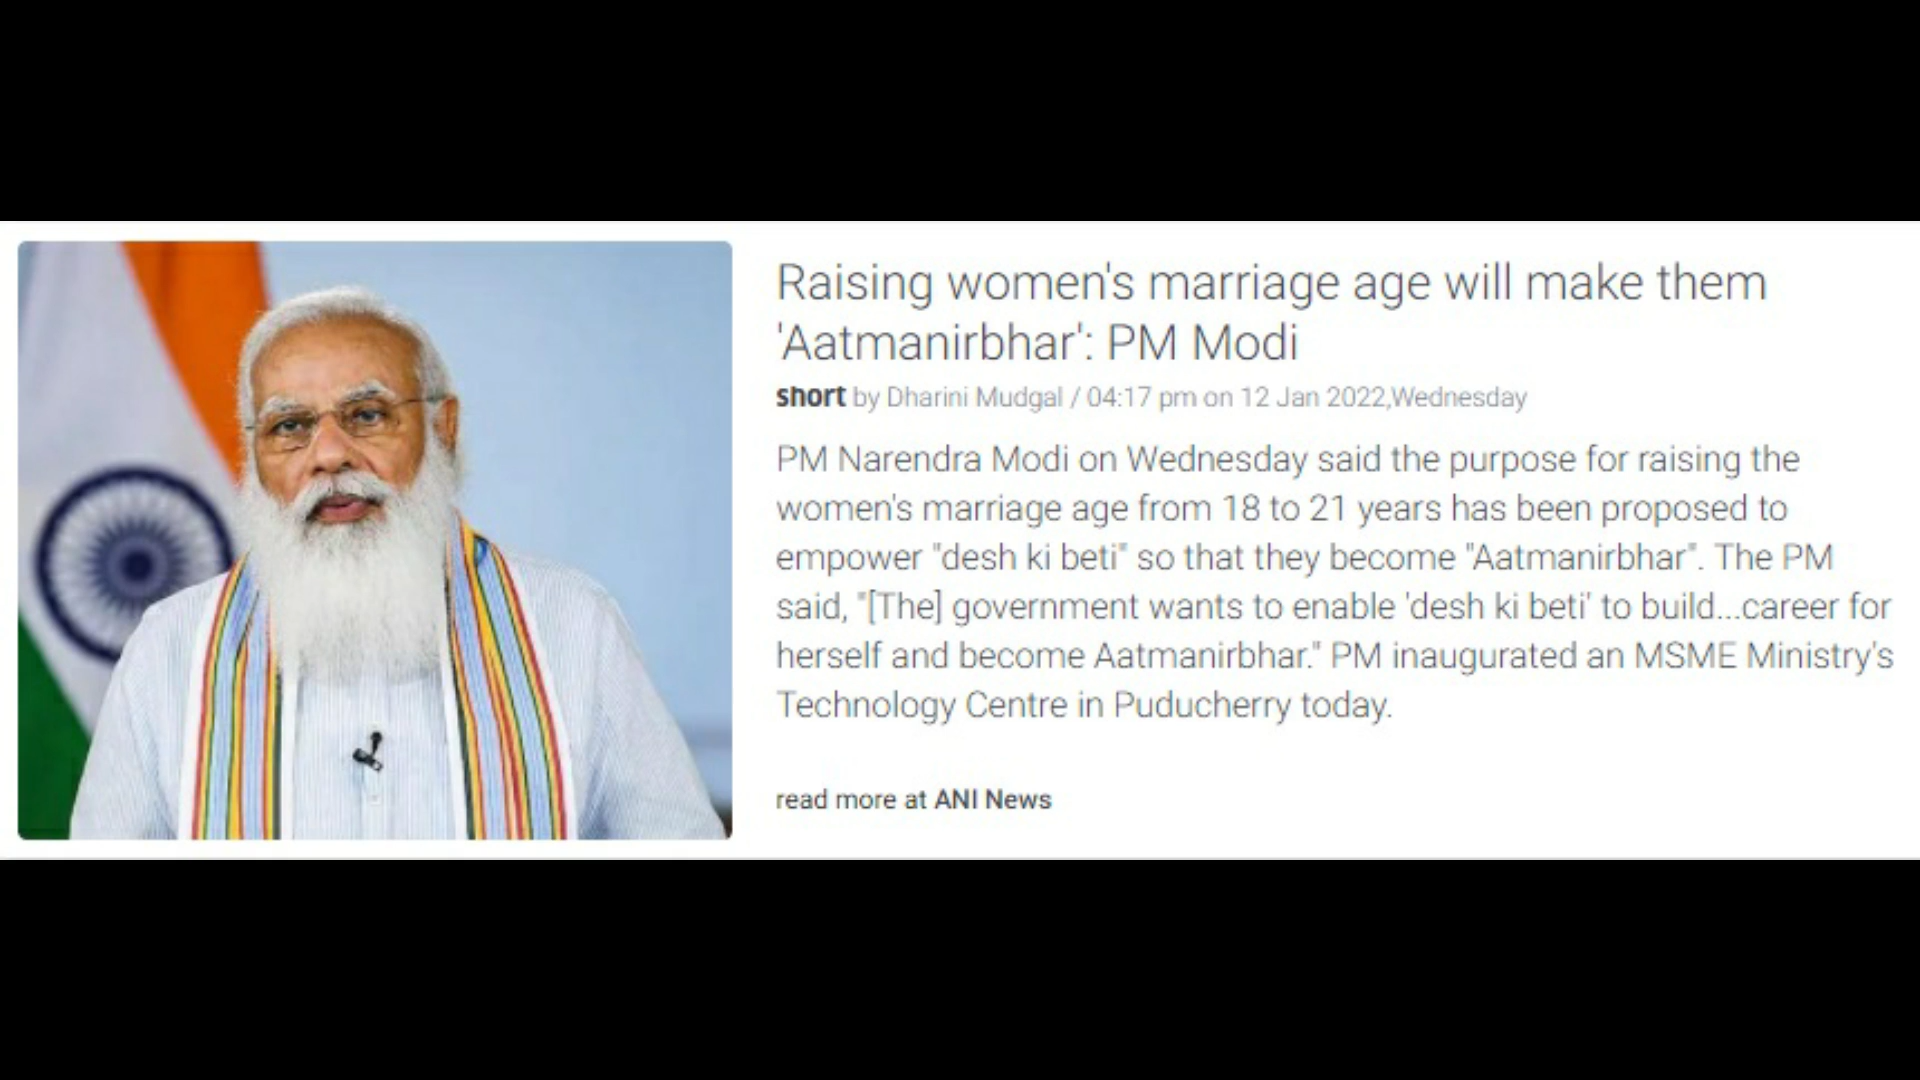 Raising women's marriage age will make them
'Aatmanirbhar': PM Modi
short by Dharini Mudgal / 04:17 pm on 12 Jan 2022,Wednesday
PM Narendra Modi on Wednesday said the purpose for raising the
women's marriage age from 18 to 21 years has been proposed to
empower "desh ki beti" so that they become "Aatmanirbhar". The PM
said, "[The] government wants to enable 'desh ki beti' to build...career for
herself and become Aatmanirbhar." PM inaugurated an MSME Ministry's
Technology Centre in Puducherry today.
read more at ANI News